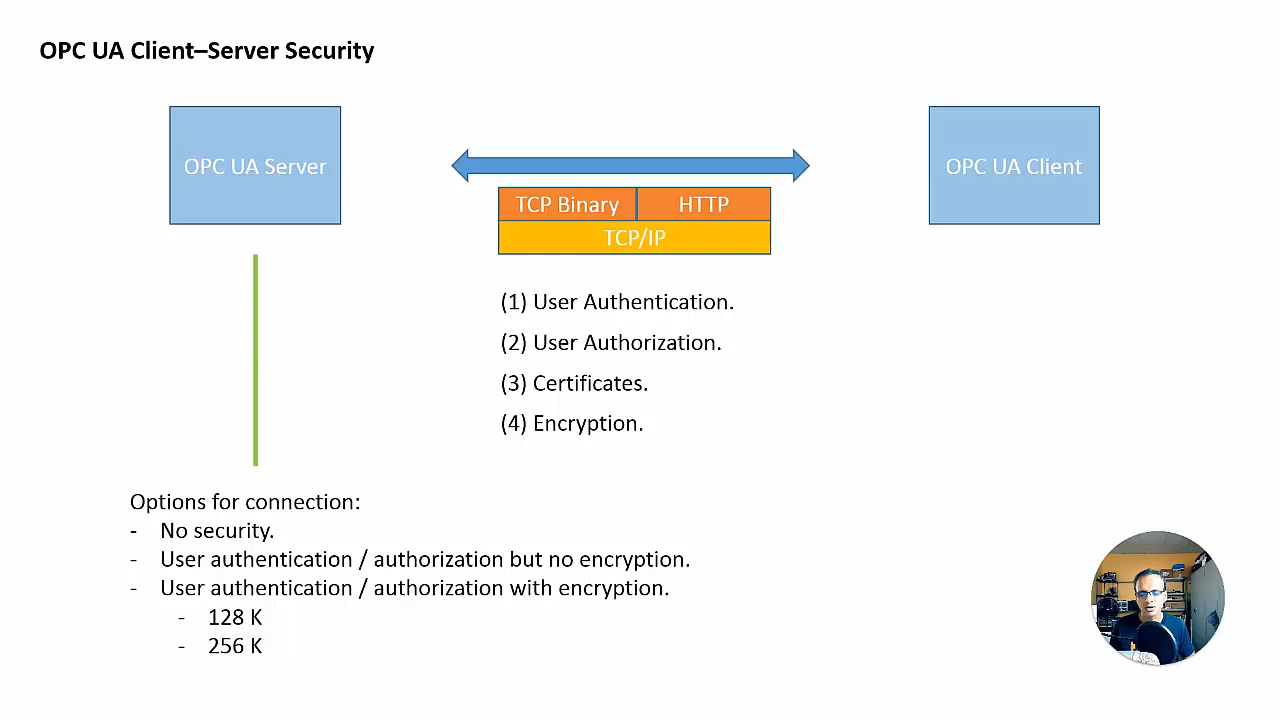 OPC UA Client–Server Security
OPC UA Server
OPC UA Client
TCP Binary
HTTP
TCP/IP
(1) User Authentication.
(2) User Authorization.
(3) Certificates.
(4) Encryption.
Options for connection:
- No security.
- User authentication / authorization but no encryption.
- User authentication / authorization with encryption.
- 128 K
- 256 K